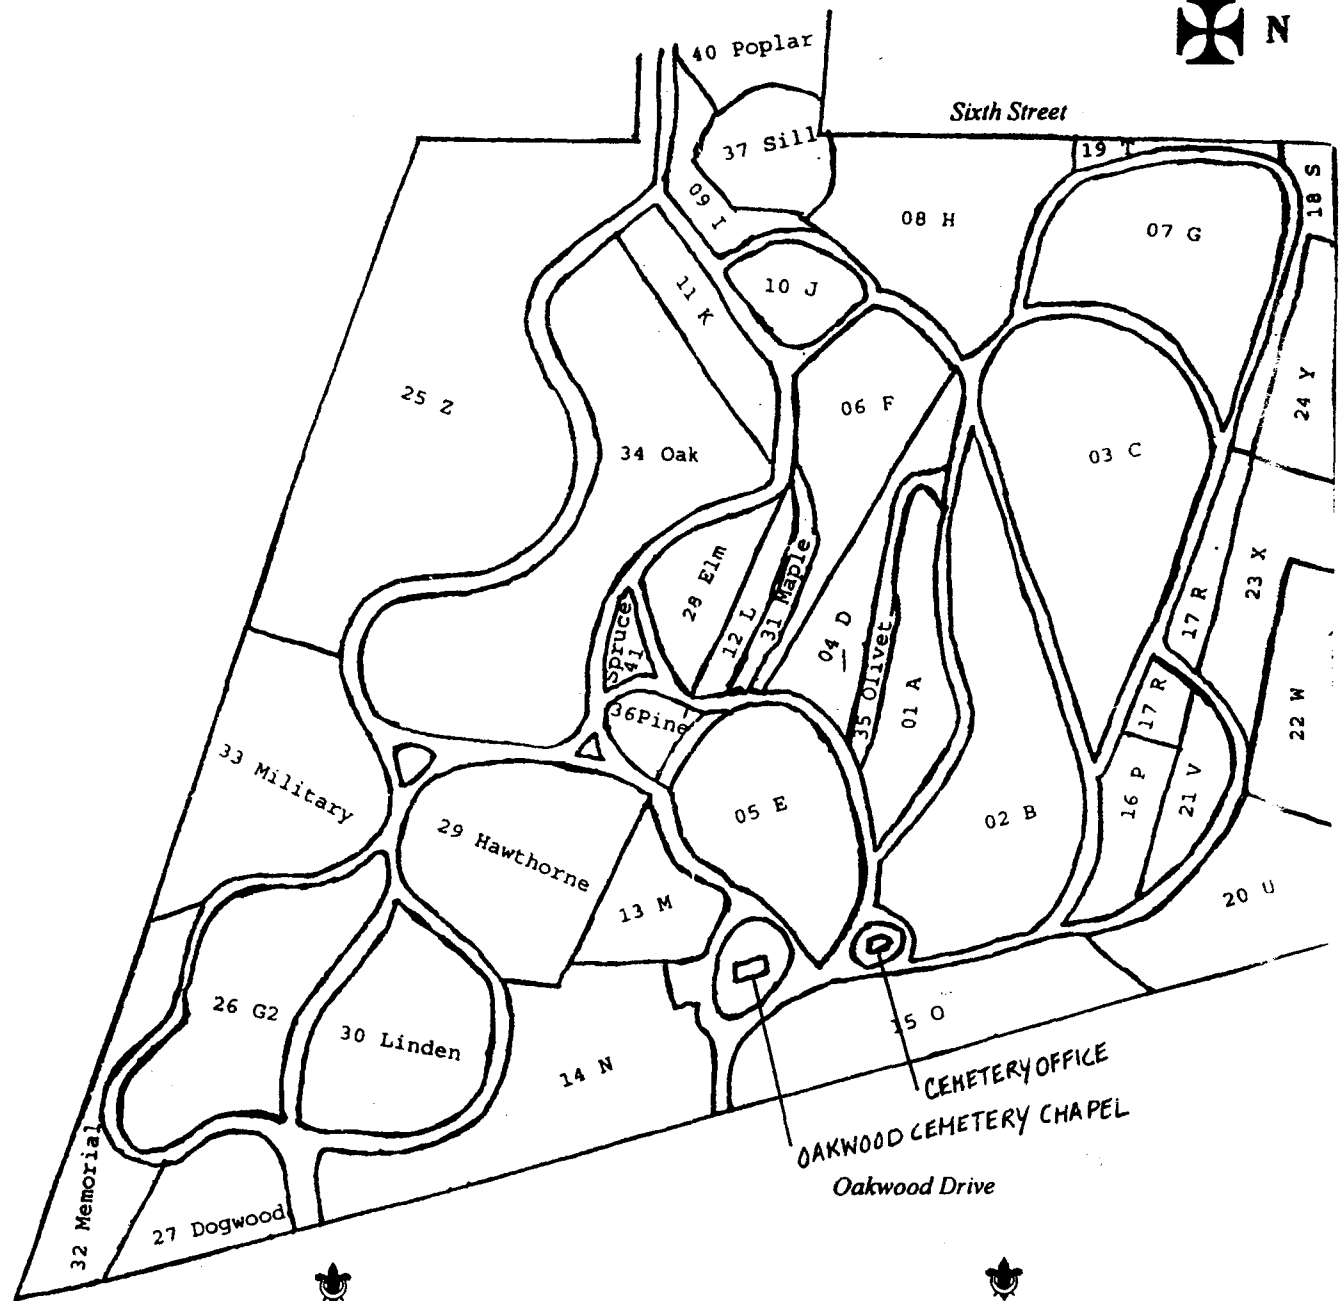 N
40 Poplar
Sixth Street
37 Sill
19 T
18 S
09 I
08 H
07 G
10 J
11 K
24 Y
25 Z
06 F
34 Oak
03 C
28 Elm
31 Maple
23 X
12 L
17 R
Spruce
41
04 D
35 Olivet
01 A
17 R
22 W
36Pine
33 Military
05 E
02 B
16 P
21 V
29 Hawthorne
13 M
20 U
26 G2
30 Linden
15 O
14 N
CEMETERY OFFICE
OAKWOOD CEMETERY CHAPEL
Oakwood Drive
32 Memorial
27 Dogwood